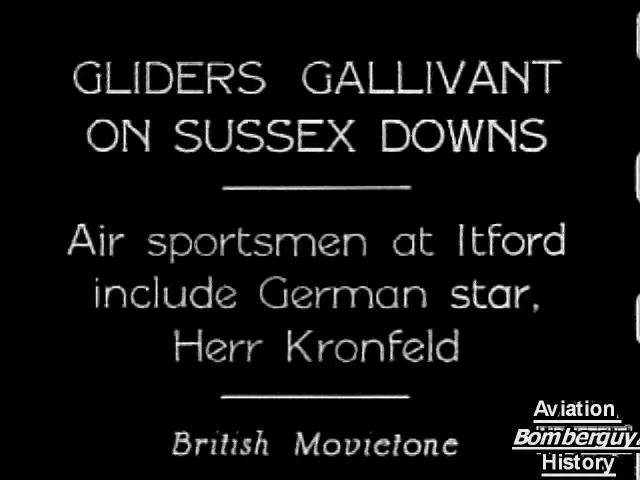 GLIDERS GALLIVANT
ON SUSSEX DOWNS
Air sportsmen at Itford
include German star,
Herr Kronfeld
British Movietone
Aviation
Bomberguy
History